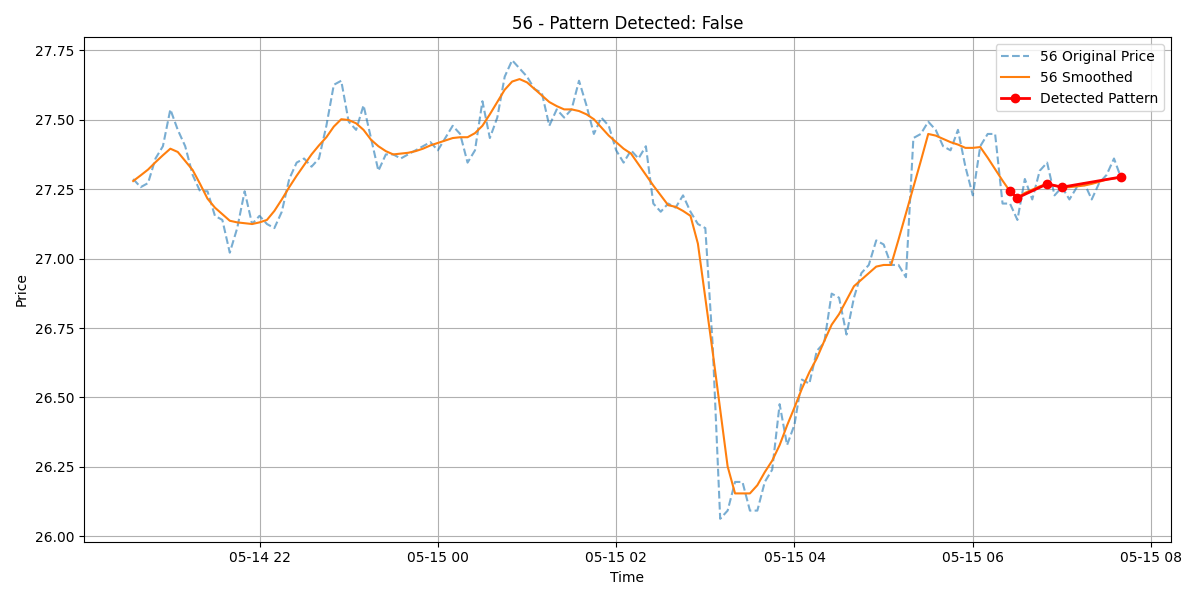 56 - Pattern Detected: False
56 Original Price
56 Smoothed
Detected Pattern
Price
27.75
27.50
27.25
27.00
26.75
26.50
26.25
26.00
05-14 22
05-15 00
05-15 02
05-15 04
05-15 06
05-15 08
Time